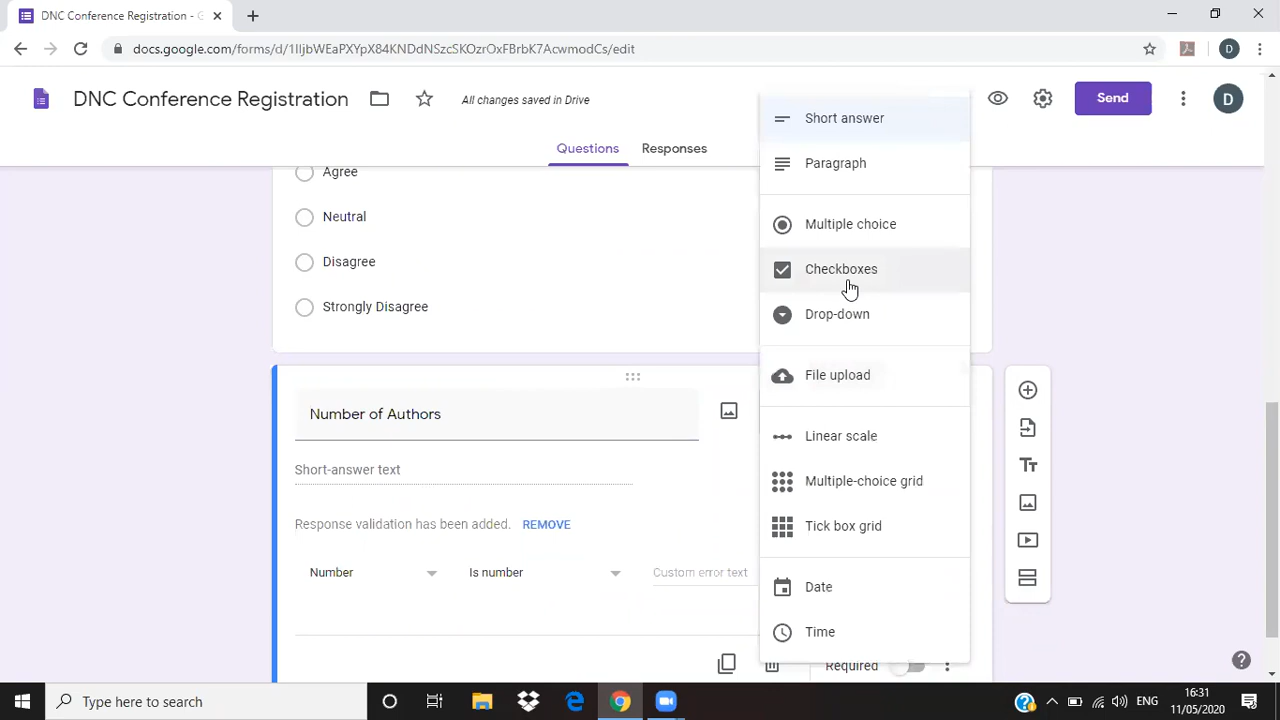 DNC Conference Registration - G
docs.google.com/forms/d/1IljbWEaPXYpX84KNDdNSzcSKOzrOxFBrbK7AcwmodCs/edit
D
DNC Conference Registration
All changes saved in Drive
Send
D
Questions
Responses
Short answer
Paragraph
Multiple choice
Checkboxes
Drop-down
File upload
Linear scale
Multiple-choice grid
Tick box grid
Date
Time
Agree
Neutral
Disagree
Strongly Disagree
Number of Authors
Short-answer text
Response validation has been added. REMOVE
Number
Is number
Custom error text
Required
Type here to search
ENG
16:31
11/05/2020